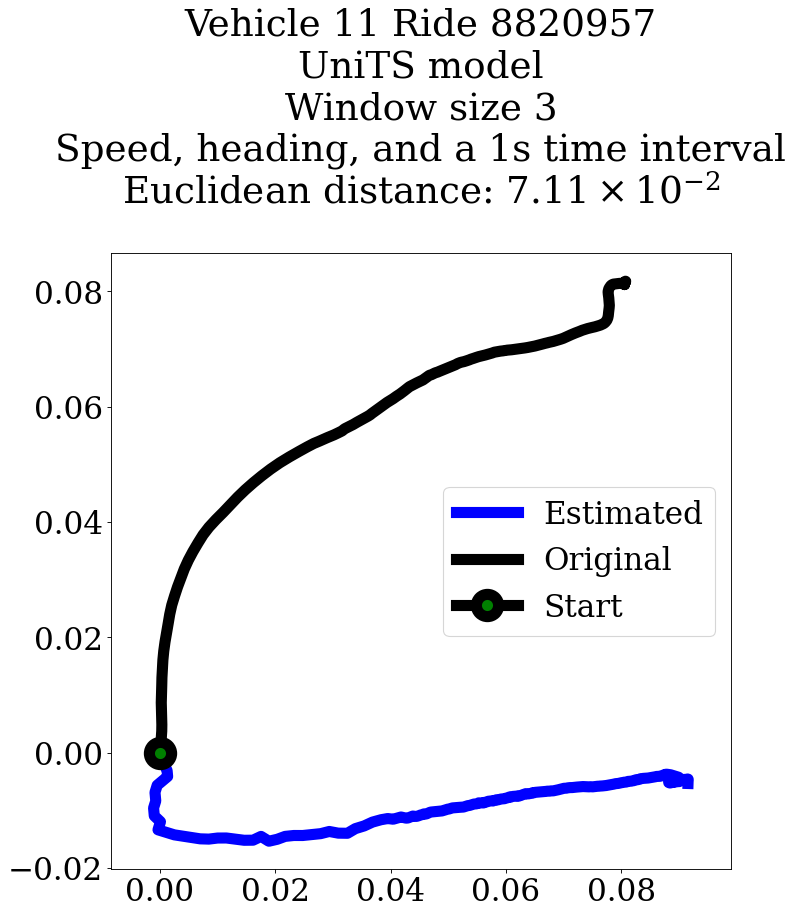 Vehicle 11 Ride 8820957
UniTS model
Window size 3
Speed, heading, and a 1s time interval
Euclidean distance: 7.11 × 10⁻²
0.08
0.06
0.04
0.02
0.00
−0.02
Estimated
Original
Start
0.00 0.02 0.04 0.06 0.08